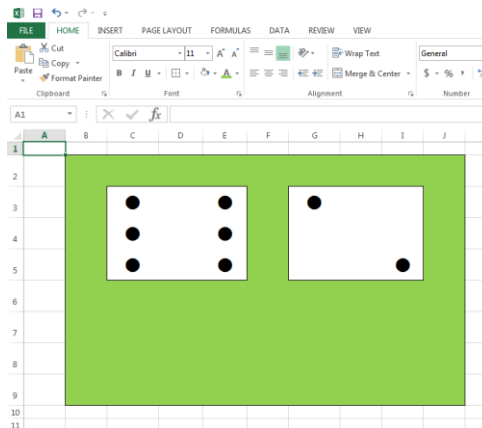 FILE HOME INSERT PAGE LAYOUT FORMULAS DATA REVIEW VIEW
Cut
Copy
Format Painter
Paste
Clipboard
Calibri 11 A A
B I U A
Font
Wrap Text
Merge & Center
Alignment
General
$ % ,
Number
A1 fx
A B C D E F G H I J
1
2
3
4
5
6
7
8
9
10
11